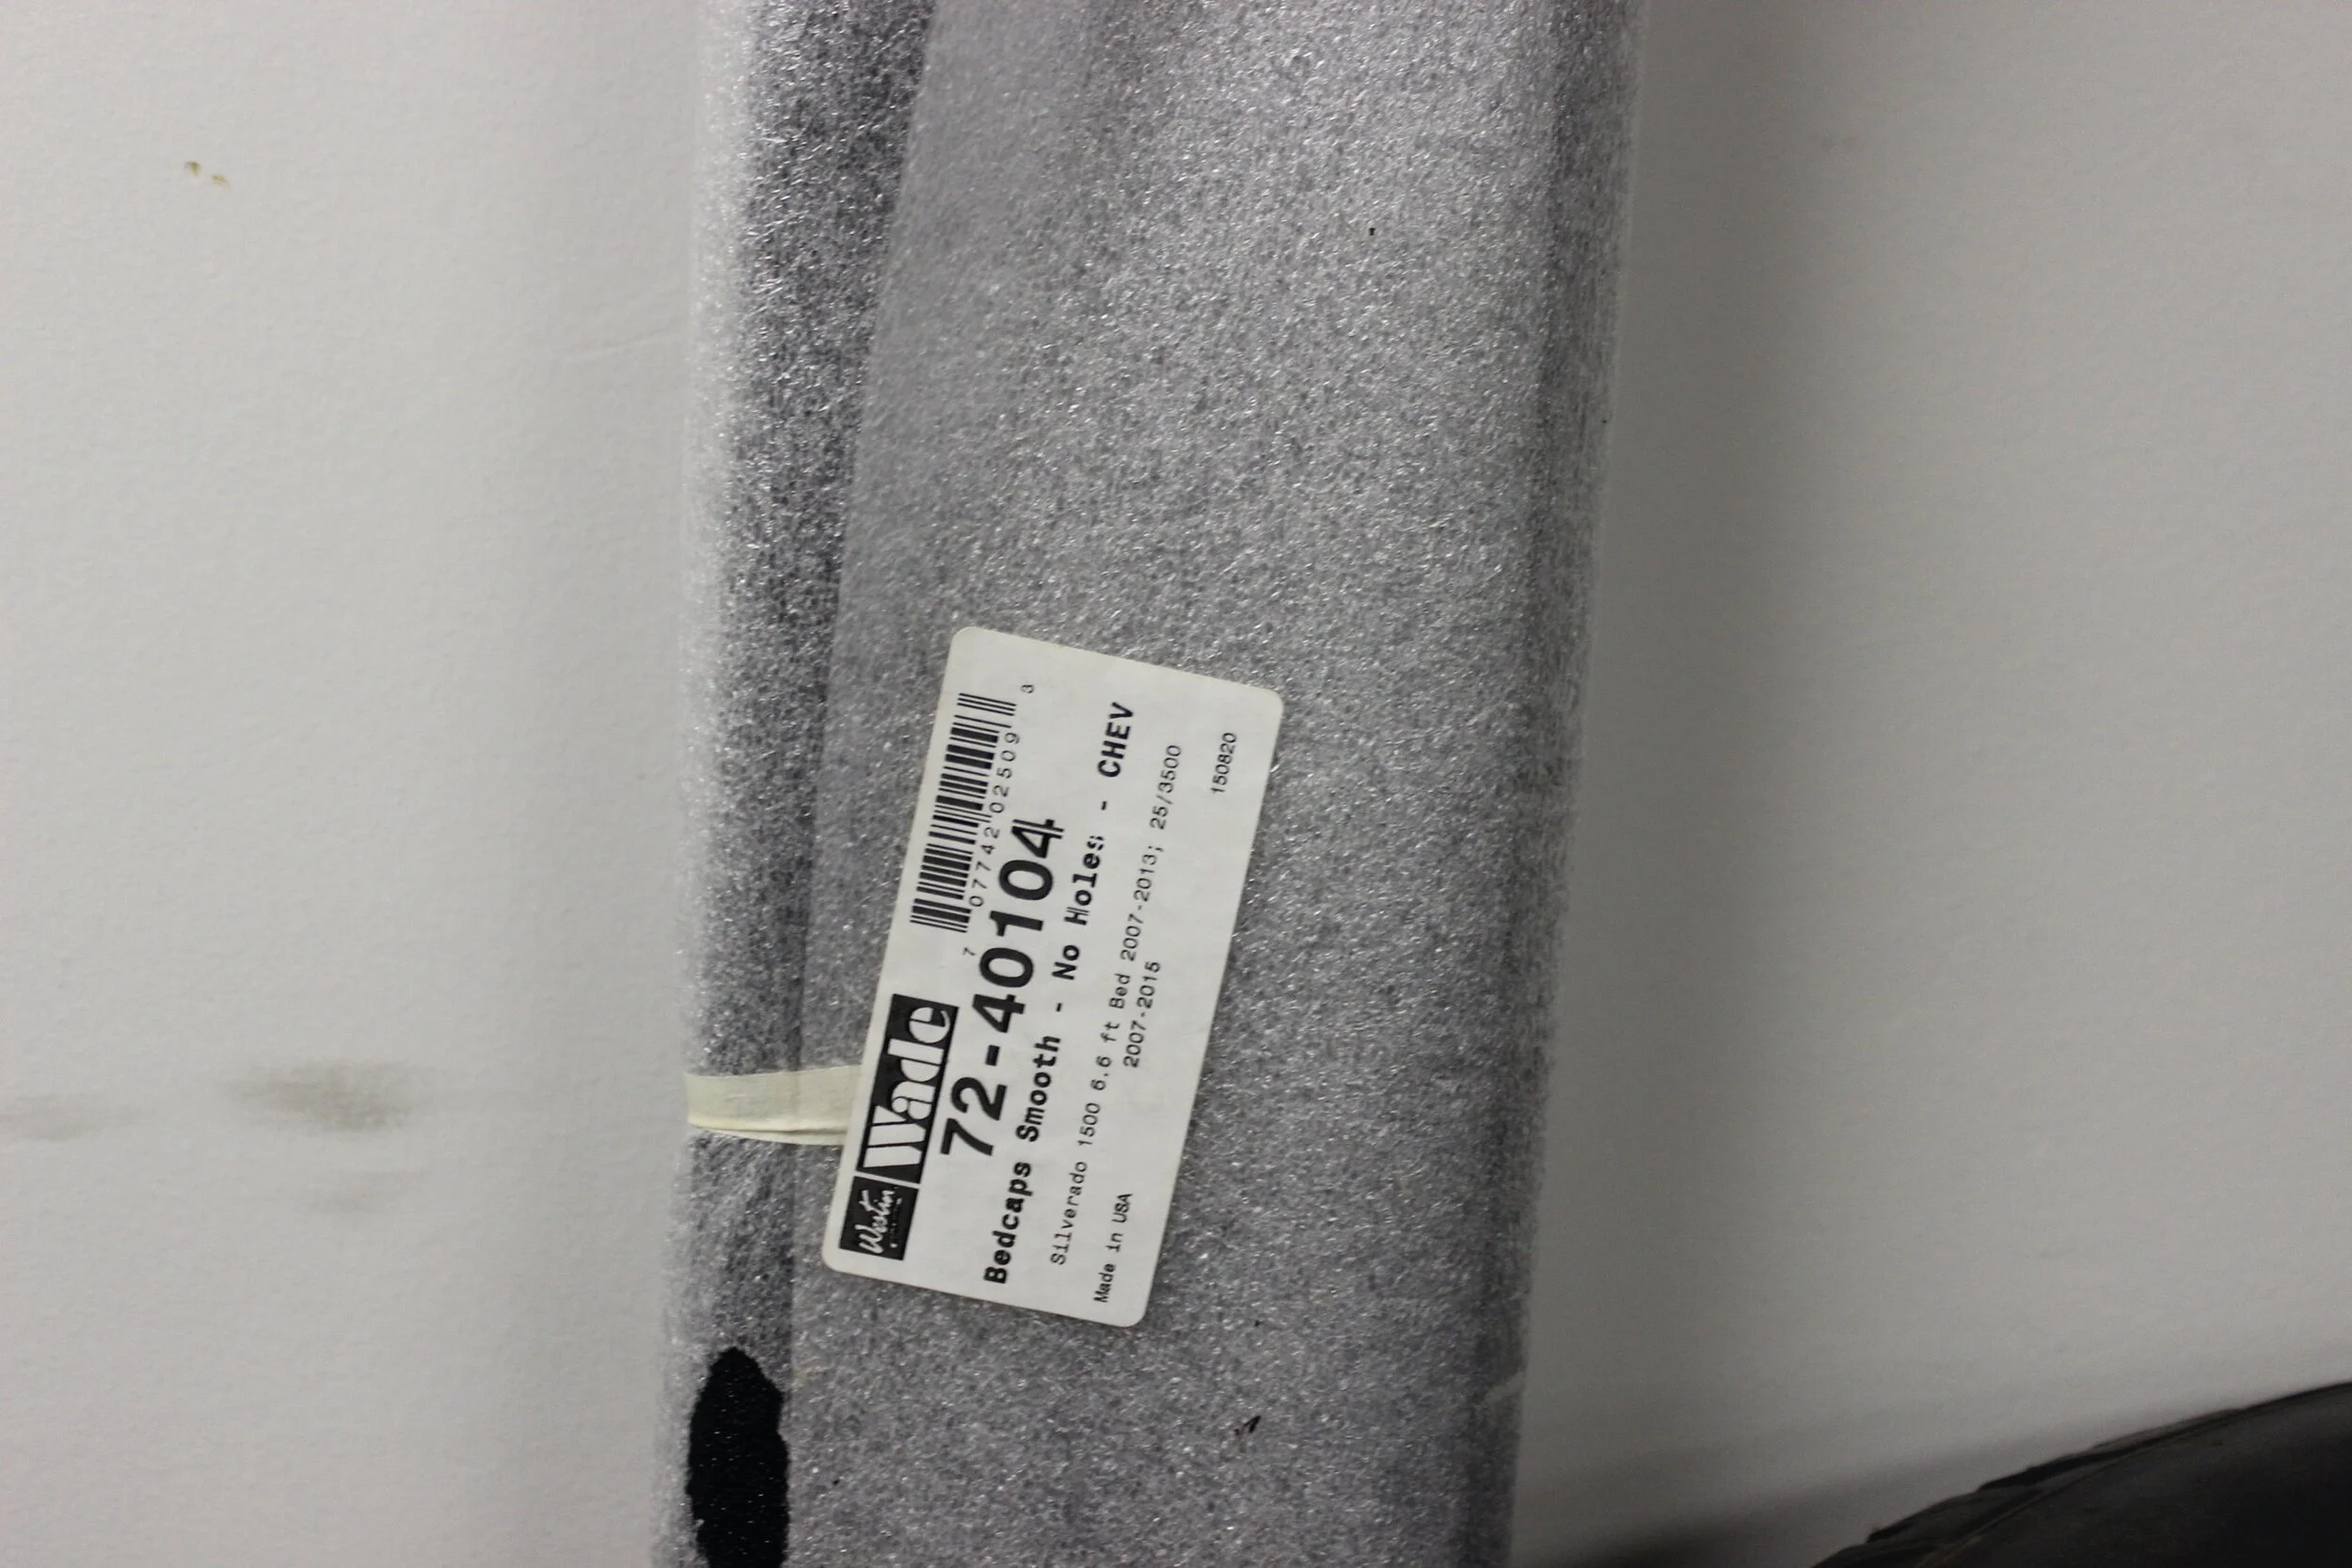 Westin Wade
7 07742 02509 3
72-40104
Bedcaps Smooth - No Holes - CHEV
Silverado 1500 6.6 ft Bed 2007-2013; 25/3500
2007-2015
Made in USA
150820